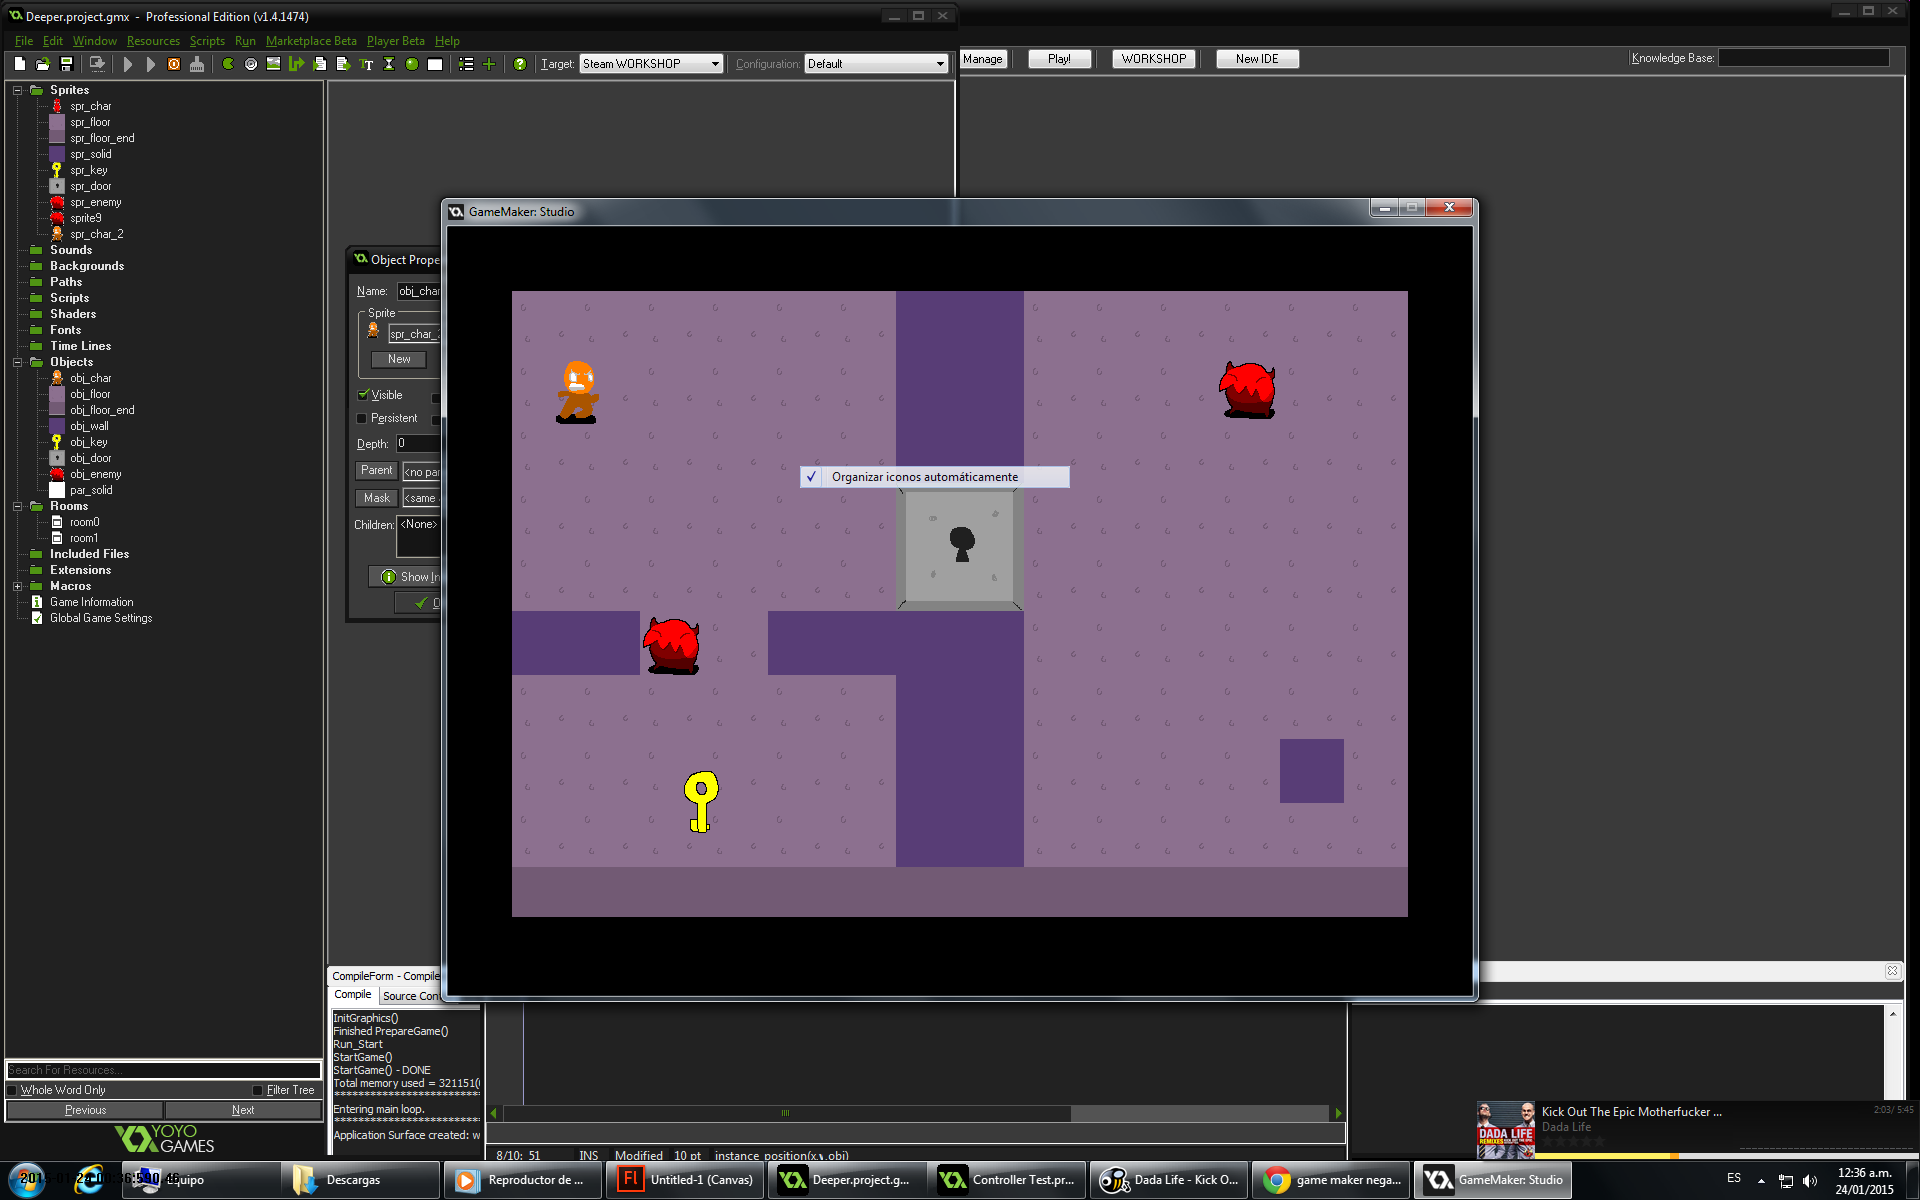 Deeper.project.gmx - Professional Edition (v1.4.1474)
File Edit Window Resources Scripts Run Marketplace Beta Player Beta Help
Target: Steam WORKSHOP Configuration: Default
Manage Play! WORKSHOP New IDE Knowledge Base:
Sprites
spr_char
spr_floor
spr_floor_end
spr_solid
spr_key
spr_door
spr_enemy
sprite9
spr_char_2
Sounds
Backgrounds
Paths
Scripts
Shaders
Fonts
Time Lines
Objects
obj_char
obj_floor
obj_floor_end
obj_wall
obj_key
obj_door
obj_enemy
par_solid
Rooms
room0
room1
Included Files
Extensions
Macros
Game Information
Global Game Settings
Search For Resources...
Whole Word Only Filter Tree
Previous Next
YOYO
GAMES
Object Prope
Name: obj_char
Sprite
spr_char_
New
Visible
Persistent
Depth: 0
Parent <no pa
Mask <same
Children: <None>
Show In
GameMaker: Studio
Organizar iconos automáticamente
CompileForm - Compile
Compile Source Con
InitGraphics()
Finished PrepareGame()
Run_Start
StartGame()
StartGame() - DONE
Total memory used = 321151(
Entering main loop.
Application Surface created: w
8/10: 51 INS Modified 10 pt instance_position(x,y,obj)
Kick Out The Epic Motherfucker ...
2:03/ 5:45
Dada Life
DADA LIFE
Equipo
Descargas
Reproductor de ...
Untitled-1 (Canvas)
Deeper.project.g...
Controller Test.pr...
Dada Life - Kick O...
game maker nega...
GameMaker: Studio
ES
12:36 a.m.
24/01/2015